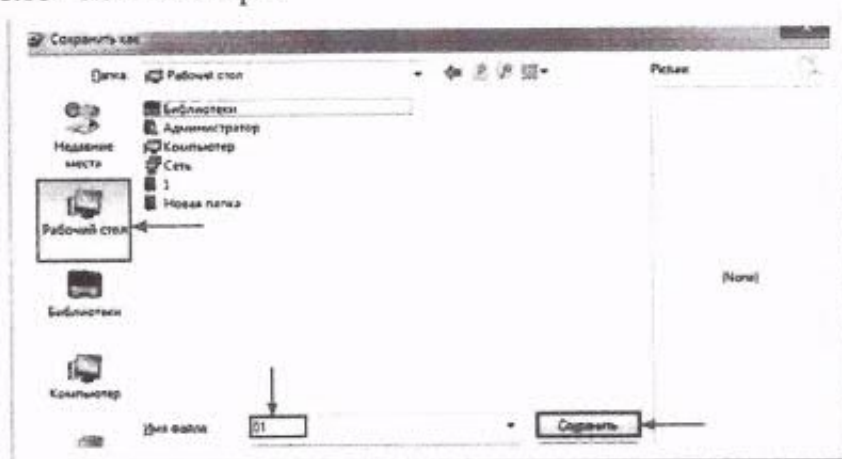 Сохранить как
Папка: Рабочий стол
Недавние места
Рабочий стол
Библиотеки
Компьютер
Библиотеки
Администратор
Компьютер
Сеть
1
Новая папка
Имя файла
01
Сохранить
(None)